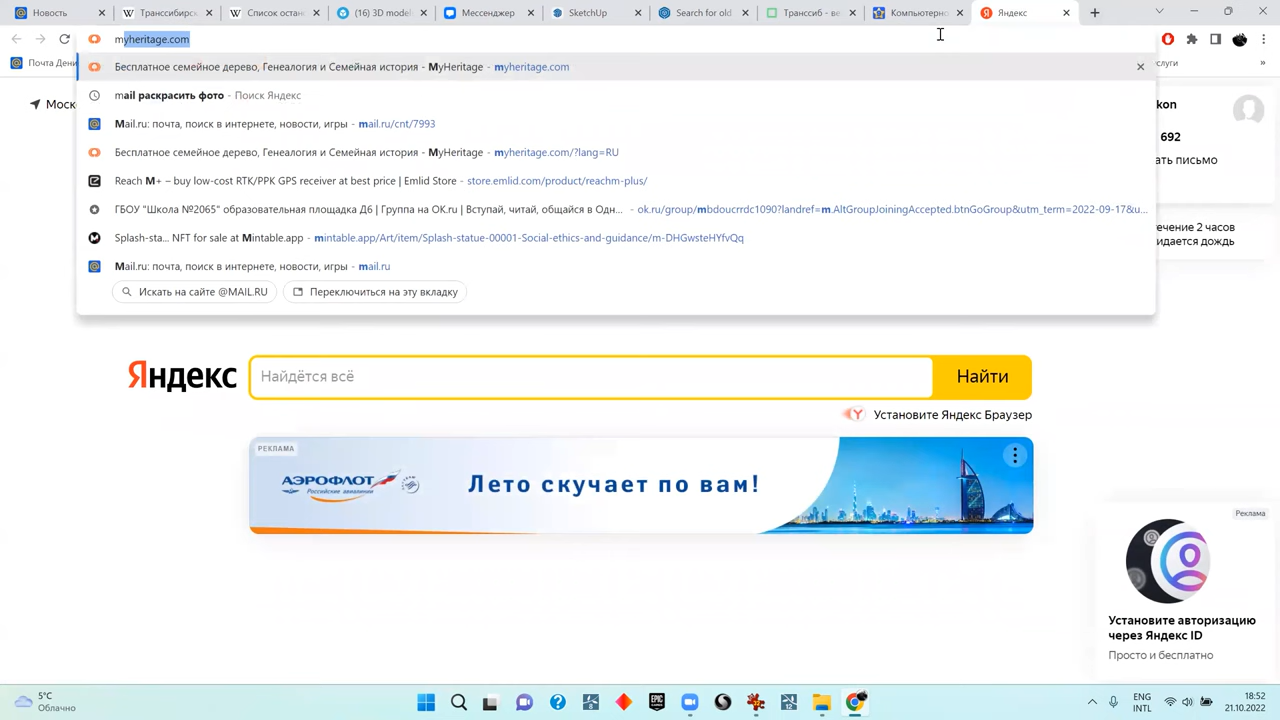 Новость
Транссибирс
Список остан
(16) 3D model
Мессенджер
SketchUp
Search for add
Транссиб - ве
Компьютерно
Яндекс
myheritage.com
Почта Дени
слуги
Бесплатное семейное дерево, Генеалогия и Семейная история - MyHeritage - myheritage.com
mail раскрасить фото - Поиск Яндекс
Mail.ru: почта, поиск в интернете, новости, игры - mail.ru/cnt/7993
Бесплатное семейное дерево, Генеалогия и Семейная история - MyHeritage - myheritage.com/?lang=RU
Reach M+ – buy low-cost RTK/PPK GPS receiver at best price | Emlid Store - store.emlid.com/product/reachm-plus/
ГБОУ "Школа №2065" образовательная площадка Д6 | Группа на OK.ru | Вступай, читай, общайся в Одн... - ok.ru/group/mbdoucrrdc1090?landref=m.AltGroupJoiningAccepted.btnGoGroup&utm_term=2022-09-17&u...
Splash-sta... NFT for sale at Mintable.app - mintable.app/Art/item/Splash-statue-00001-Social-ethics-and-guidance/m-DHGwsteHYfvQq
Mail.ru: почта, поиск в интернете, новости, игры - mail.ru
Искать на сайте @MAIL.RU
Переключиться на эту вкладку
Моск
kon
692
ать письмо
течение 2 часов
идается дождь
Яндекс
Найдётся всё
Найти
Установите Яндекс Браузер
РЕКЛАМА
АЭРОФЛОТ
Российские авиалинии
Лето скучает по вам!
Реклама
Установите авторизацию
через Яндекс ID
Просто и бесплатно
5°C
Облачно
EPIC
8
12
ENG
INTL
18:52
21.10.2022